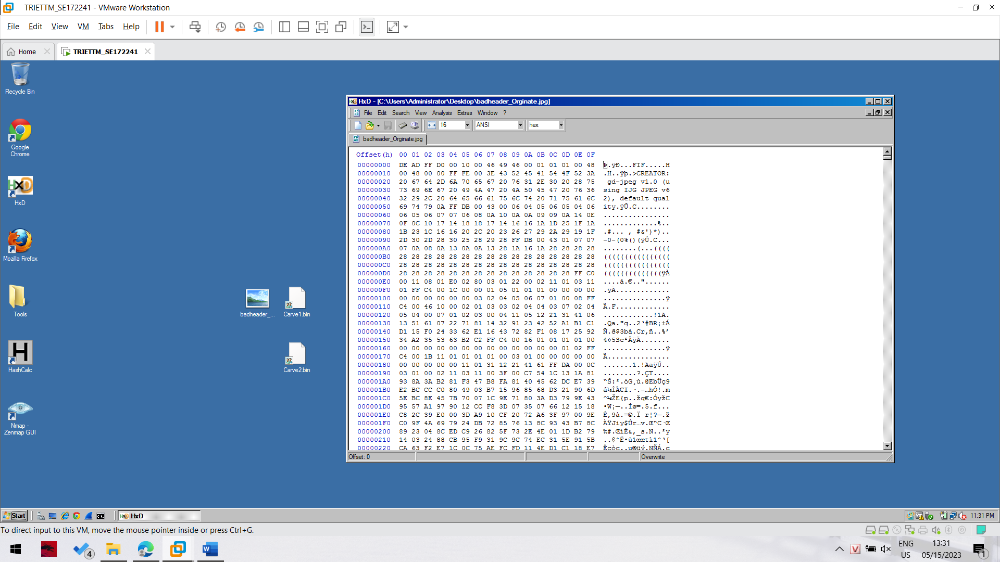 TRIETTM_SE172241 - VMware Workstation
File Edit View VM Tabs Help
Home
TRIETTM_SE172241
Recycle Bin
Google Chrome
HxD
Mozilla Firefox
Tools
HashCalc
Nmap - Zenmap GUI
badheader_...
Carve1.bin
Carve2.bin
HxD - [C:\Users\Administrator\Desktop\badheader_Orginate.jpg]
File Edit Search View Analysis Extras Window ?
16 ANSI hex
badheader_Orginate.jpg
Offset(h) 00 01 02 03 04 05 06 07 08 09 0A 0B 0C 0D 0E 0F
00000000 DE AD FF D0 00 10 00 46 49 46 00 01 01 01 00 48 Þ.ÿÐ...FIF.....H
00000010 00 48 00 00 FF FE 00 3E 43 52 45 41 54 4F 52 3A .H..ÿþ.>CREATOR:
00000020 20 67 64 2D 6A 70 65 67 20 76 31 2E 30 20 28 75 gd-jpeg v1.0 (u
00000030 73 69 6E 67 20 49 4A 47 20 4A 50 45 47 20 76 36 sing IJG JPEG v6
00000040 32 29 2C 20 64 65 66 61 75 6C 74 20 71 75 61 6C 2), default qual
00000050 69 74 79 0A FF DB 00 43 00 06 04 05 06 05 04 06 ity.ÿÛ.C........
00000060 06 05 06 07 07 06 08 0A 10 0A 0A 09 09 0A 14 0E ................
00000070 0F 0C 10 17 14 18 18 17 14 16 16 1A 1D 25 1F 1A .............%..
00000080 1B 23 1C 16 16 20 2C 20 23 26 27 29 2A 29 19 1F .#... , #&')*)..
00000090 2D 30 2D 28 30 25 28 29 28 FF DB 00 43 01 07 07 -0-(0%()(ÿÛ.C...
000000A0 07 0A 08 0A 13 0A 0A 13 28 1A 16 1A 28 28 28 28 ........(...((((
000000B0 28 28 28 28 28 28 28 28 28 28 28 28 28 28 28 28 ((((((((((((((((
000000C0 28 28 28 28 28 28 28 28 28 28 28 28 28 28 28 28 ((((((((((((((((
000000D0 28 28 28 28 28 28 28 28 28 28 28 28 28 28 FF C0 ((((((((((((((ÿÀ
000000E0 00 11 08 01 E0 02 80 03 01 22 00 02 11 01 03 11 ....à.€.."......
000000F0 01 FF C4 00 1C 00 00 01 05 01 01 01 00 00 00 00 .ÿÄ.............
00000100 00 00 00 00 00 00 03 02 04 05 06 07 01 00 08 FF ...............ÿ
00000110 C4 00 46 10 00 02 01 03 03 02 04 04 03 07 02 04 Ä.F.............
00000120 05 04 00 07 01 02 03 00 04 11 05 12 21 31 41 06 ............!1A.
00000130 13 51 61 07 22 71 81 14 32 91 23 42 52 A1 B1 C1 .Qa."q..2‘#BR¡±Á
00000140 D1 15 F0 24 33 62 E1 16 43 72 82 F1 08 17 25 92 Ñ.ð$3bá.Cr‚ñ..%’
00000150 34 A2 35 53 63 B2 C2 FF C4 00 16 01 01 01 01 00 4¢5Sc²ÂÿÄ.......
00000160 00 00 00 00 00 00 00 00 00 00 00 00 00 01 02 FF ...............ÿ
00000170 C4 00 1B 11 01 01 01 01 00 03 01 00 00 00 00 00 Ä...............
00000180 00 00 00 00 00 11 01 31 12 21 41 61 FF DA 00 0C .......1.!AaÿÚ..
00000190 03 01 00 02 11 03 11 00 3F 00 C7 54 1C 13 1A 81 ........?.ÇT....
000001A0 93 8A 3A B2 81 F3 47 B8 FA 81 40 45 62 DC E7 39 “Š:².óG¸ú.@EbÜç9
000001B0 E2 BC CC C0 80 49 03 B7 15 96 85 68 D3 21 90 6D â¼ÌÀ€I.·.–…hÓ!.m
000001C0 5E BC 8E 45 7B 70 07 1C 9E 71 80 3A D3 79 9E 43 ^¼ŽE{p..žq€:ÓyžC
000001D0 95 57 A1 97 90 12 CC F8 3D 07 35 07 66 12 15 18 •W¡—..Ìø=.5.f...
000001E0 C8 2C 39 E0 00 3D A9 10 CF 20 72 A6 3F 97 00 9E È,9à.=©.Ï r¦?—.ž
000001F0 C0 9F 4A 69 79 24 DB 72 85 76 13 8C 93 43 B7 8C ÀŸJiy$Ûr…v.Œ“C·Œ
00000200 89 23 04 8C ED C9 26 82 5F 73 2E 4E 01 1D B2 79 ‰#.ŒíÉ&‚_s.N..²y
00000210 14 03 24 88 CB 95 F9 31 9C 9C 74 EC 31 5E 91 5B ..$ˆË•ù1œœtì1^‘[
00000220 CA 63 F2 E7 1C 0C 75 AE FC FD 11 4E D1 C1 18 E7 Êcòç..u®üý.NÑÁ.ç
Offset: 0 Overwrite
Start HxD 11:31 PM
To direct input to this VM, move the mouse pointer inside or press Ctrl+G.
4
ENG US
13:31
05/15/2023
1